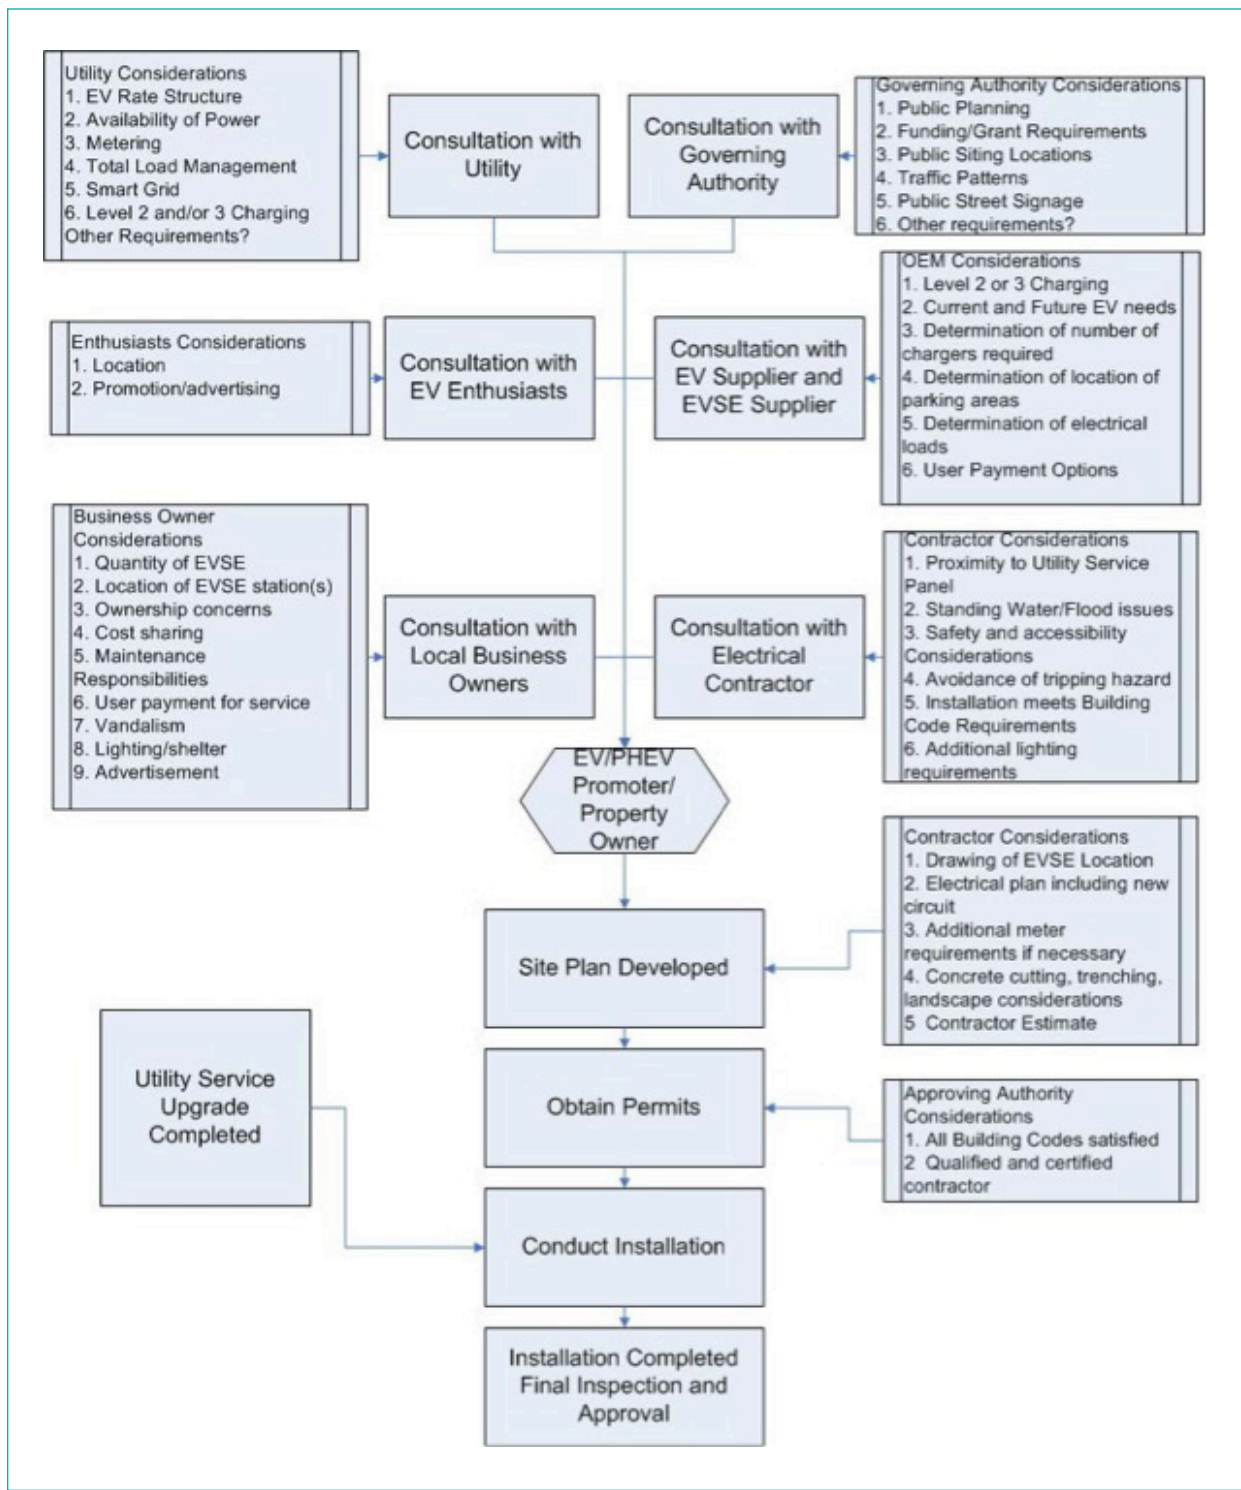 Utility Considerations
1. EV Rate Structure
2. Availability of Power
3. Metering
4. Total Load Management
5. Smart Grid
6. Level 2 and/or 3 Charging
Other Requirements?
Consultation with
Utility
Consultation with
Governing
Authority
Governing Authority Considerations
1. Public Planning
2. Funding/Grant Requirements
3. Public Siting Locations
4. Traffic Patterns
5. Public Street Signage
6. Other requirements?
Enthusiasts Considerations
1. Location
2. Promotion/advertising
Consultation with
EV Enthusiasts
Consultation with
EV Supplier and
EVSE Supplier
OEM Considerations
1. Level 2 or 3 Charging
2. Current and Future EV needs
3. Determination of number of
chargers required
4. Determination of location of
parking areas
5. Determination of electrical
loads
6. User Payment Options
Business Owner
Considerations
1. Quantity of EVSE
2. Location of EVSE station(s)
3. Ownership concerns
4. Cost sharing
5. Maintenance
Responsibilities
6. User payment for service
7. Vandalism
8. Lighting/shelter
9. Advertisement
Consultation with
Local Business
Owners
Consultation with
Electrical
Contractor
Contractor Considerations
1. Proximity to Utility Service
Panel
2. Standing Water/Flood issues
3. Safety and accessibility
Considerations
4. Avoidance of tripping hazard
5. Installation meets Building
Code Requirements
6. Additional lighting
requirements
EV/PHEV
Promoter/
Property
Owner
Contractor Considerations
1. Drawing of EVSE Location
2. Electrical plan including new
circuit
3. Additional meter
requirements if necessary
4. Concrete cutting, trenching,
landscape considerations
5 Contractor Estimate
Site Plan Developed
Utility Service
Upgrade
Completed
Obtain Permits
Approving Authority
Considerations
1. All Building Codes satisfied
2 Qualified and certified
contractor
Conduct Installation
Installation Completed
Final Inspection and
Approval